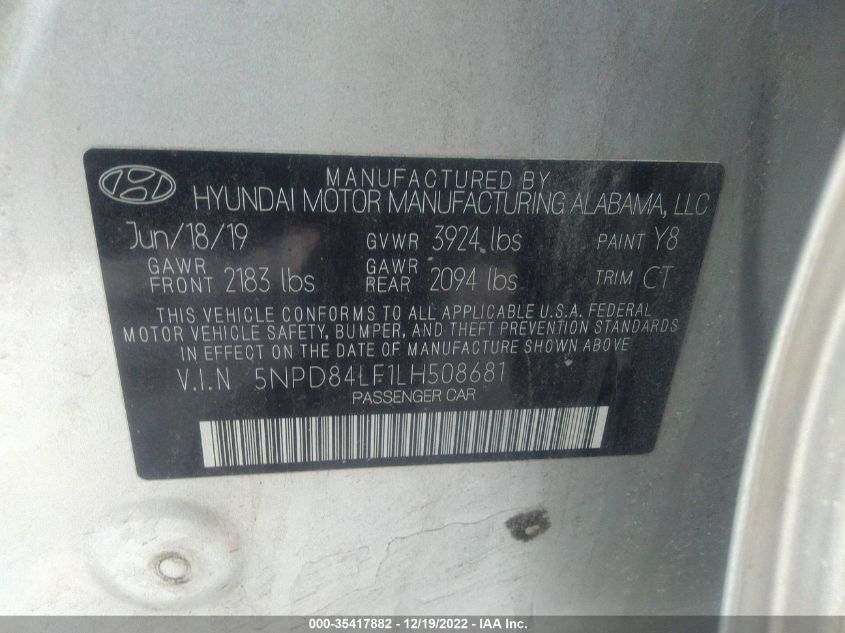 MANUFACTURED BY
HYUNDAI MOTOR MANUFACTURING ALABAMA, LLC
Jun/18/19 GVWR 3924 lbs PAINT Y8
GAWR FRONT 2183 lbs GAWR REAR 2094 lbs TRIM CT
THIS VEHICLE CONFORMS TO ALL APPLICABLE U.S.A. FEDERAL
MOTOR VEHICLE SAFETY, BUMPER, AND THEFT PREVENTION STANDARDS
IN EFFECT ON THE DATE OF MANUFACTURE SHOWN ABOVE
V.I.N 5NPD84LF1LH508681
PASSENGER CAR
000-35417882 - 12/19/2022 - IAA Inc.